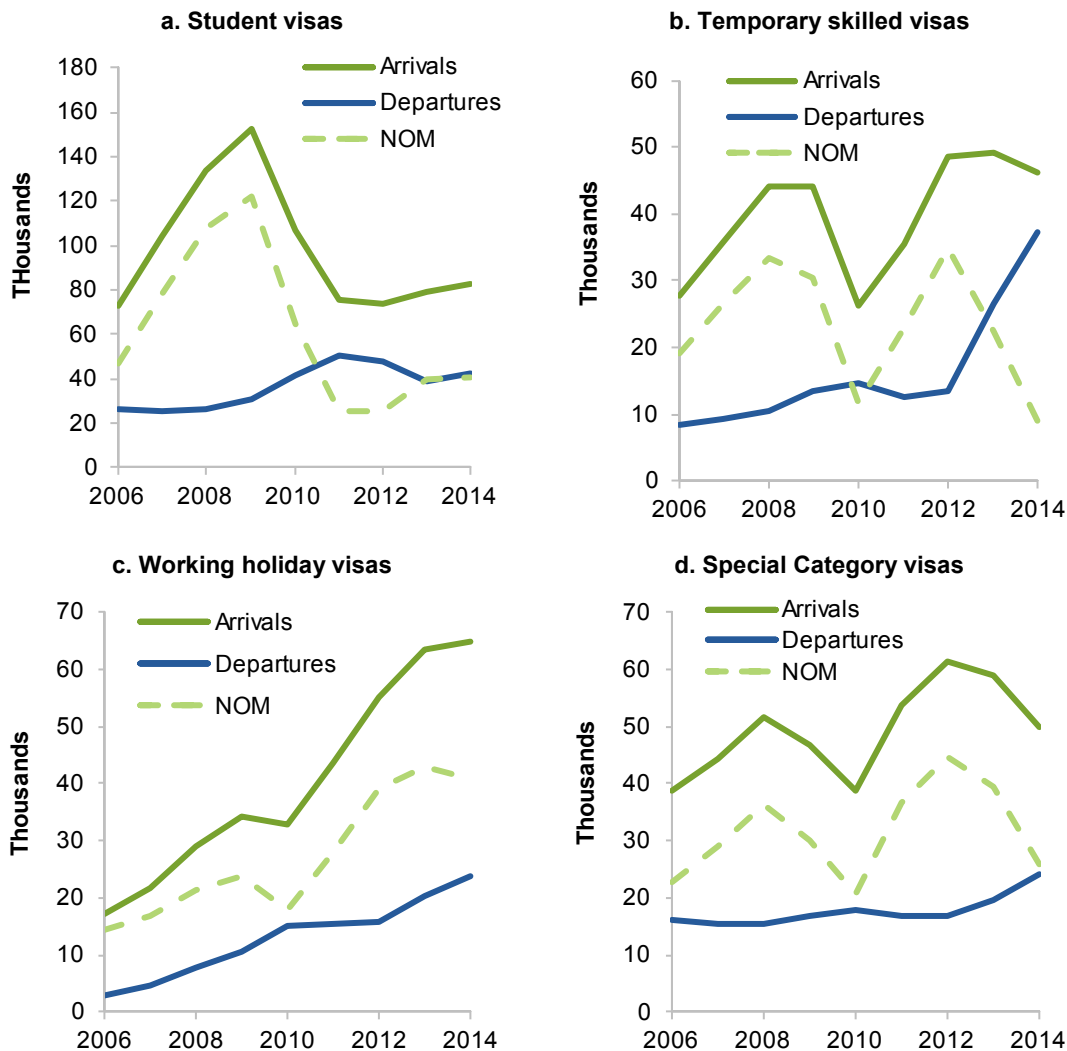 a. Student visas
THousands
180
160
140
120
100
80
60
40
20
0
2006 2008 2010 2012 2014
Arrivals
Departures
NOM
b. Temporary skilled visas
Thousands
60
50
40
30
20
10
0
2006 2008 2010 2012 2014
Arrivals
Departures
NOM
c. Working holiday visas
Thousands
70
60
50
40
30
20
10
0
2006 2008 2010 2012 2014
Arrivals
Departures
NOM
d. Special Category visas
Thousands
70
60
50
40
30
20
10
0
2006 2008 2010 2012 2014
Arrivals
Departures
NOM